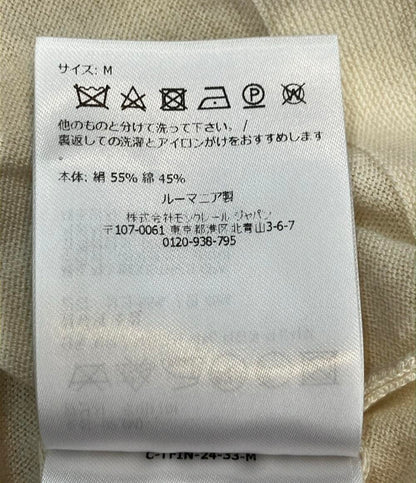 サイズ: M
他のものと分けて洗って下さい。/
裏返しての洗濯とアイロンがけをおすすめします
。
本体: 絹 55% 綿 45%
ルーマニア製
株式会社モンクレール ジャパン
〒107-0061 東京都港区北青山3-6-7
0120-938-795
C-TPIN-24-33-M